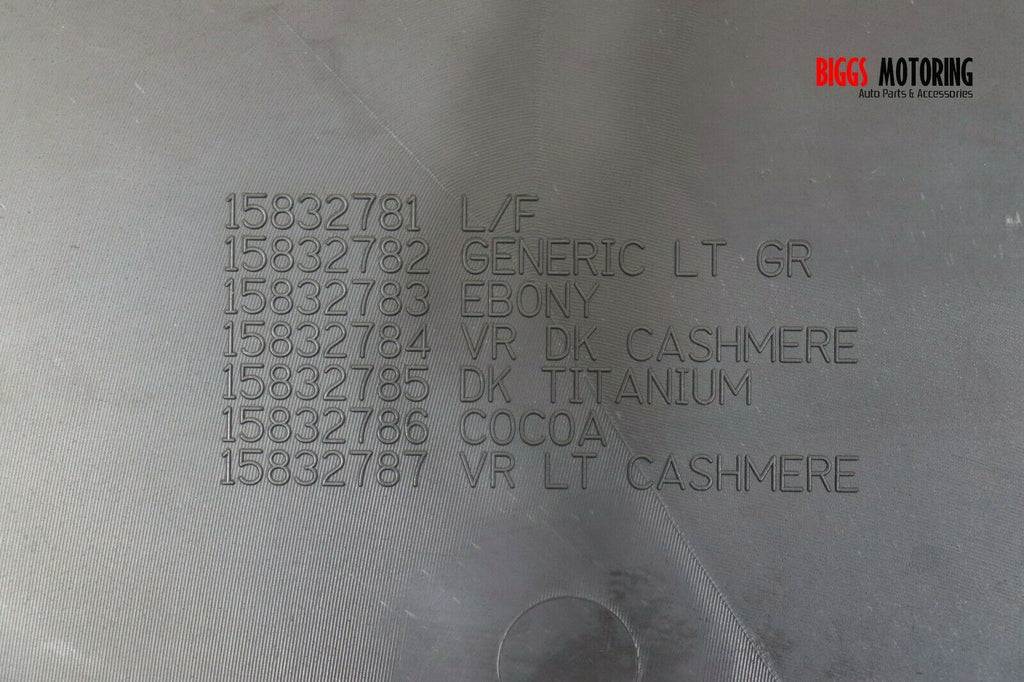 BIGGS MOTORING
Auto Parts & Accessories
15832781 L/F
15832782 GENERIC LT GR
15832783 EBONY
15832784 VR DK CASHMERE
15832785 DK TITANIUM
15832786 COCOA
15832787 VR LT CASHMERE